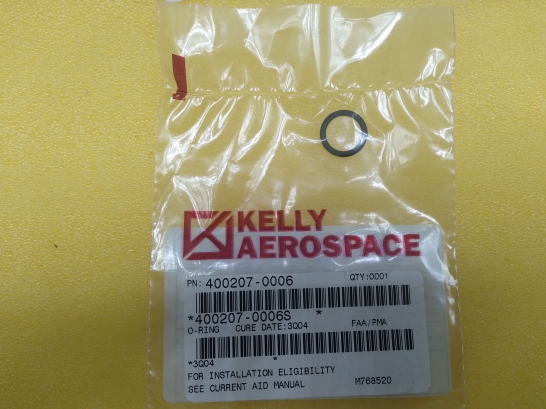 KELLY
AEROSPACE
PN: 400207-0006 QTY:0001
*400207-0006S *
O-RING CURE DATE:3Q04 FAA/PMA
*3Q04 *
FOR INSTALLATION ELIGIBILITY
SEE CURRENT AID MANUAL M768520